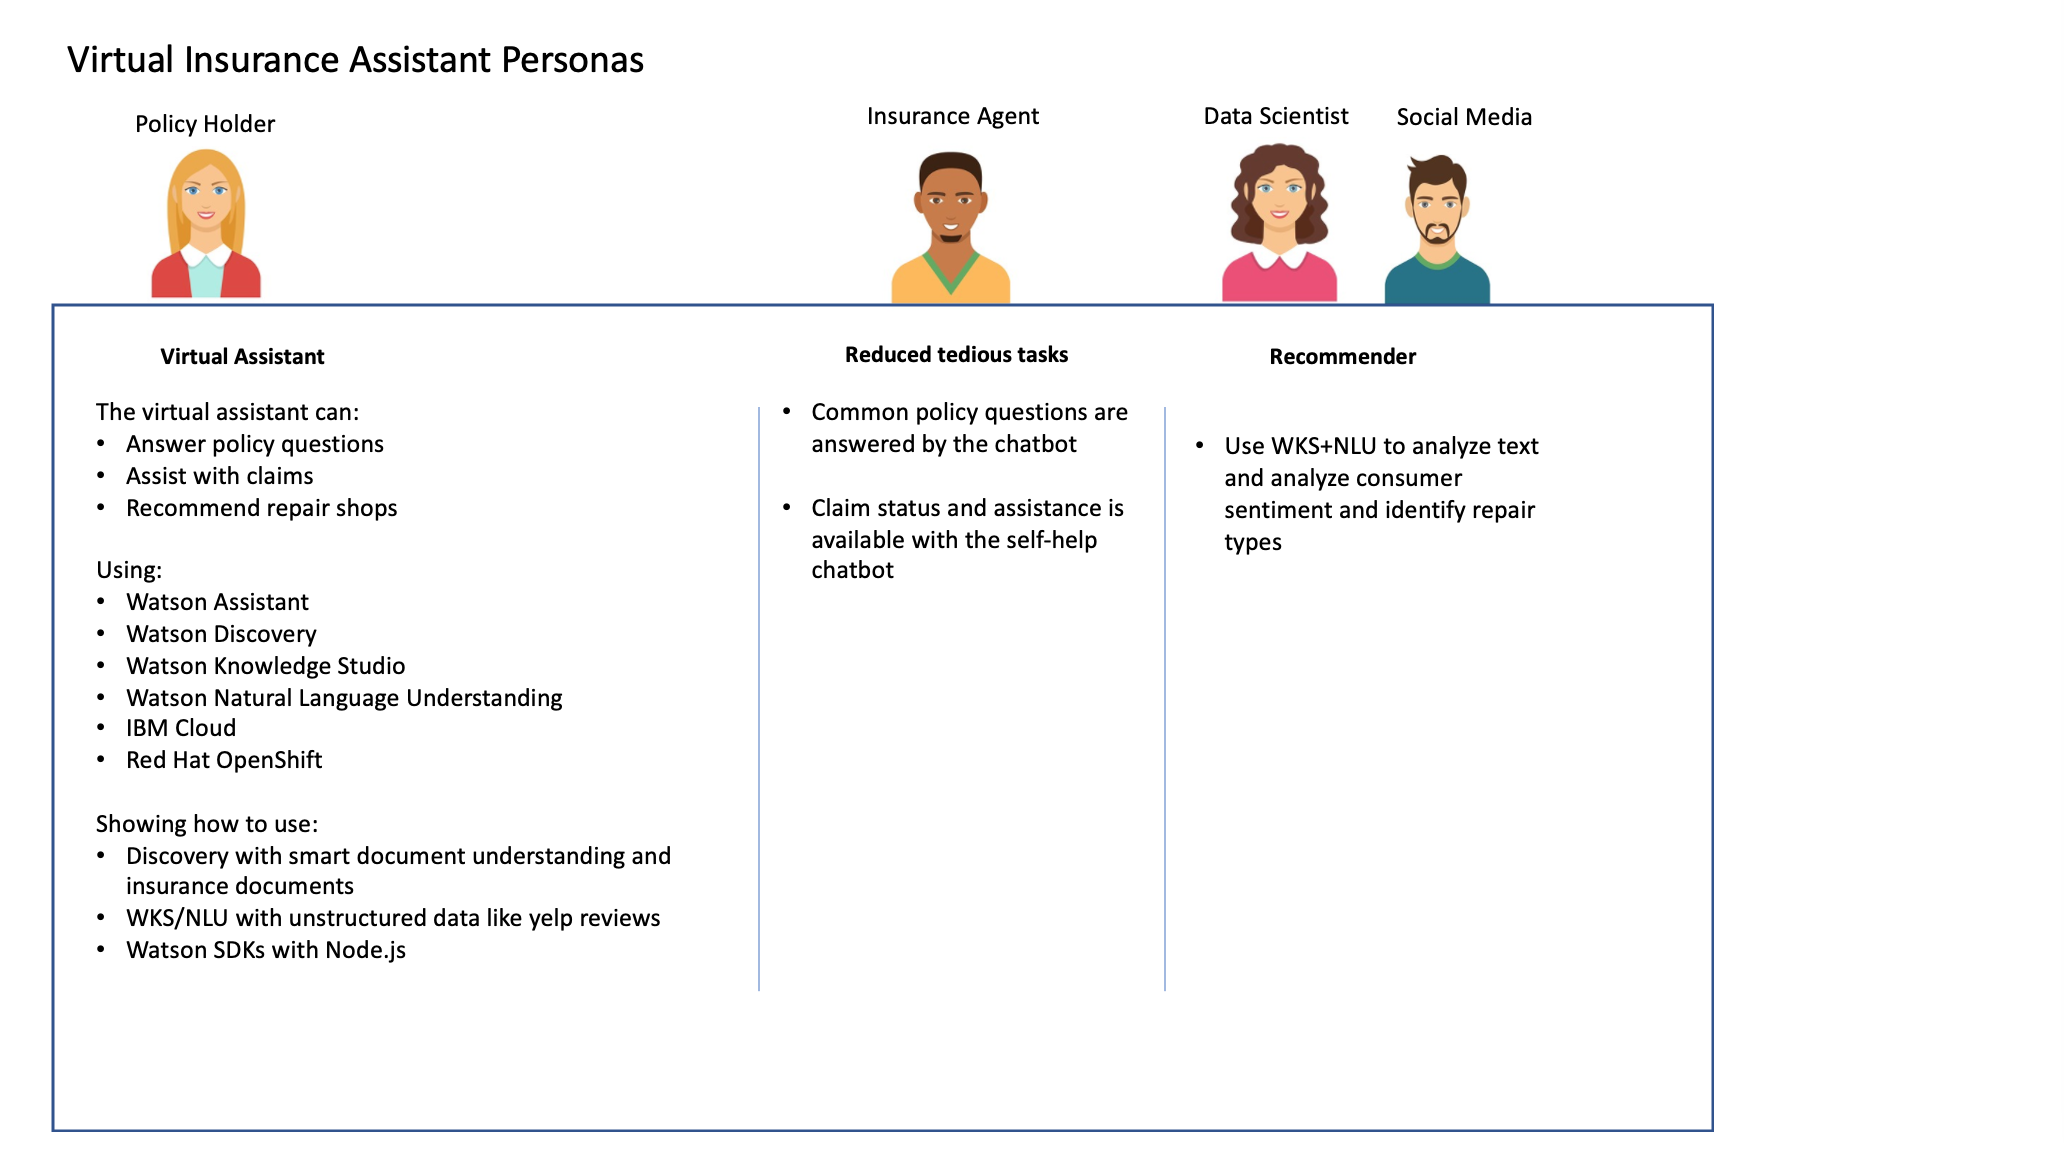 Virtual Insurance Assistant Personas
Policy Holder
Insurance Agent
Data Scientist
Social Media
Virtual Assistant
The virtual assistant can:
• Answer policy questions
• Assist with claims
• Recommend repair shops
Using:
• Watson Assistant
• Watson Discovery
• Watson Knowledge Studio
• Watson Natural Language Understanding
• IBM Cloud
• Red Hat OpenShift
Showing how to use:
• Discovery with smart document understanding and
insurance documents
• WKS/NLU with unstructured data like yelp reviews
• Watson SDKs with Node.js
Reduced tedious tasks
• Common policy questions are
answered by the chatbot
• Claim status and assistance is
available with the self-help
chatbot
Recommender
• Use WKS+NLU to analyze text
and analyze consumer
sentiment and identify repair
types